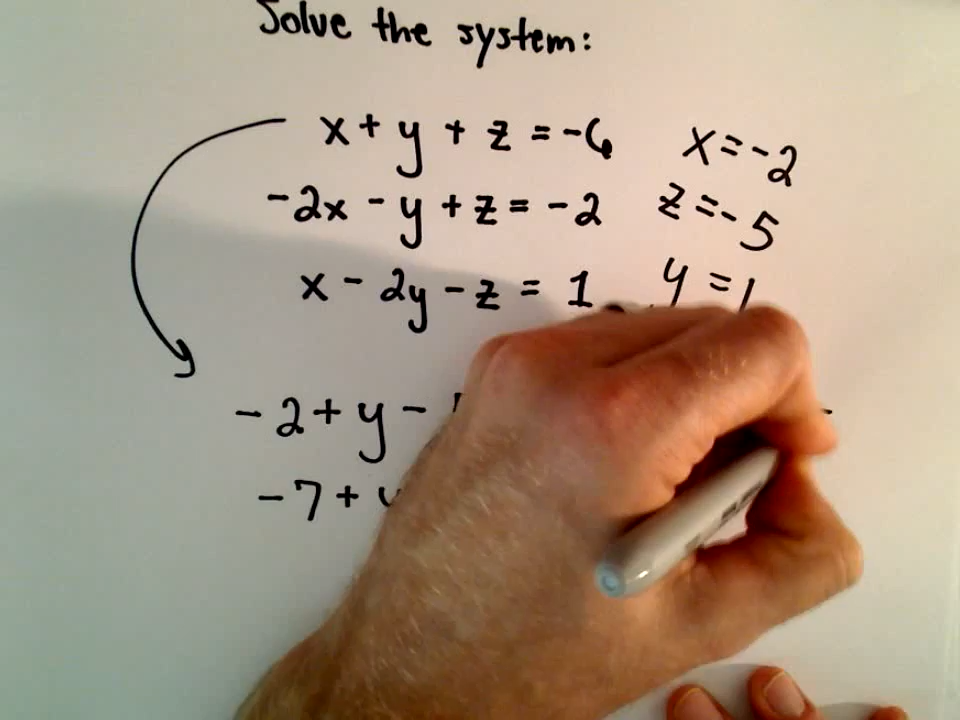 Solve the system:
x + y + z = -6 x = -2
-2x - y + z = -2 z = -5
x - 2y - z = 1 y = 1
-2 + y -
-7 +